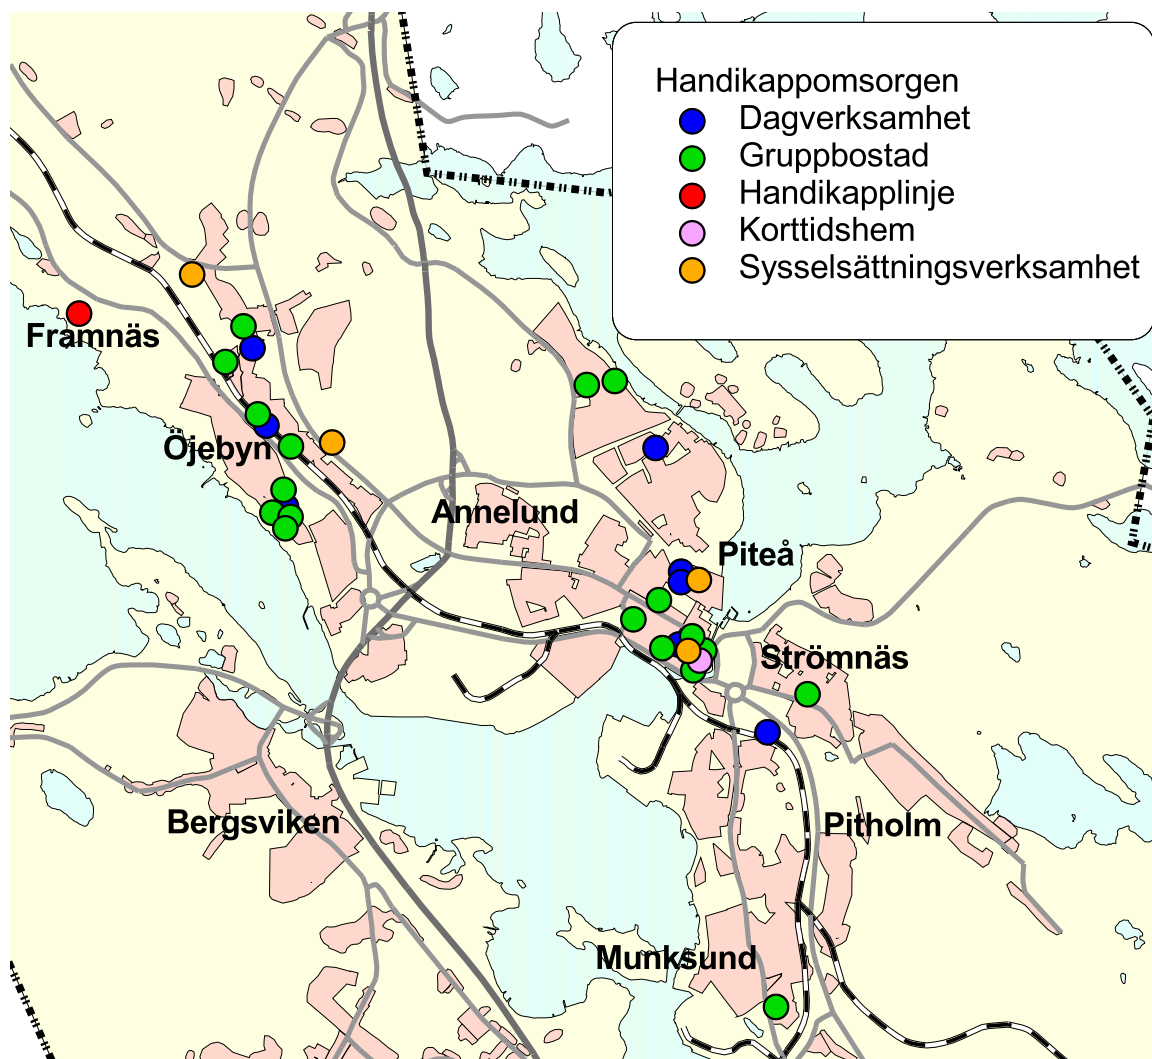 Handikappomsorgen
Dagverksamhet
Gruppbostad
Handikapplinje
Korttidshem
Sysselsättningsverksamhet
Framnäs
Öjebyn
Annelund
Piteå
Strömnäs
Bergsviken
Pitholm
Munksund